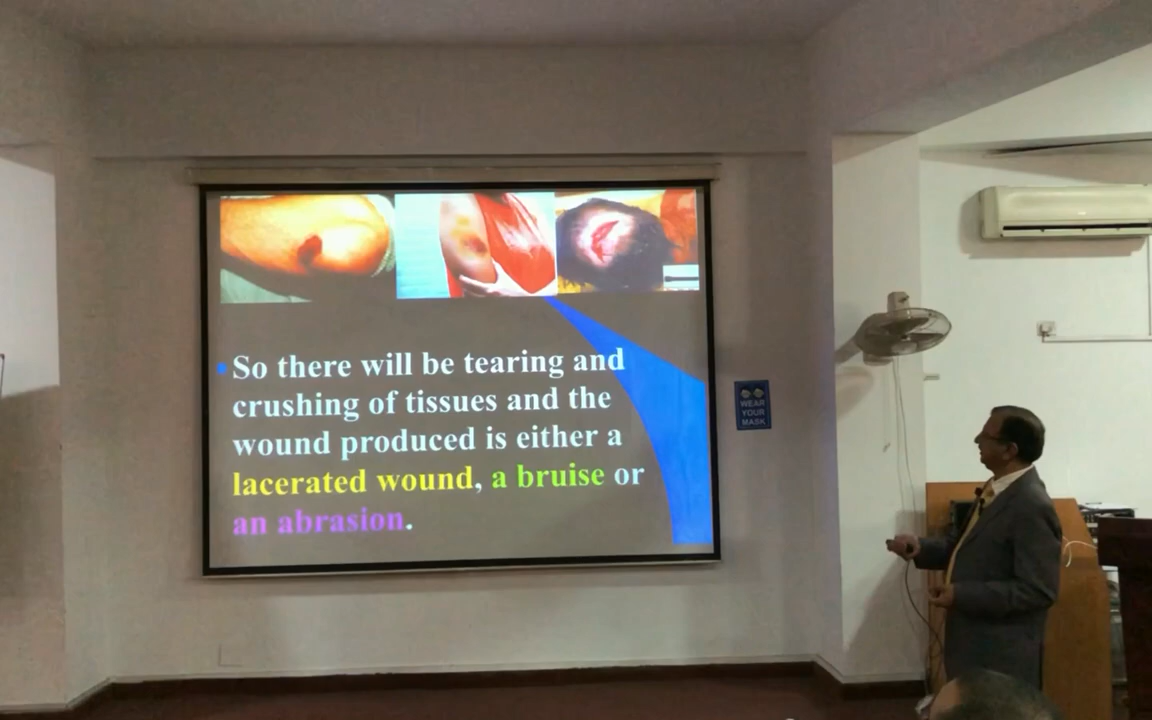 So there will be tearing and
crushing of tissues and the
wound produced is either a
lacerated wound, a bruise or
an abrasion.
WEAR
YOUR
MASK